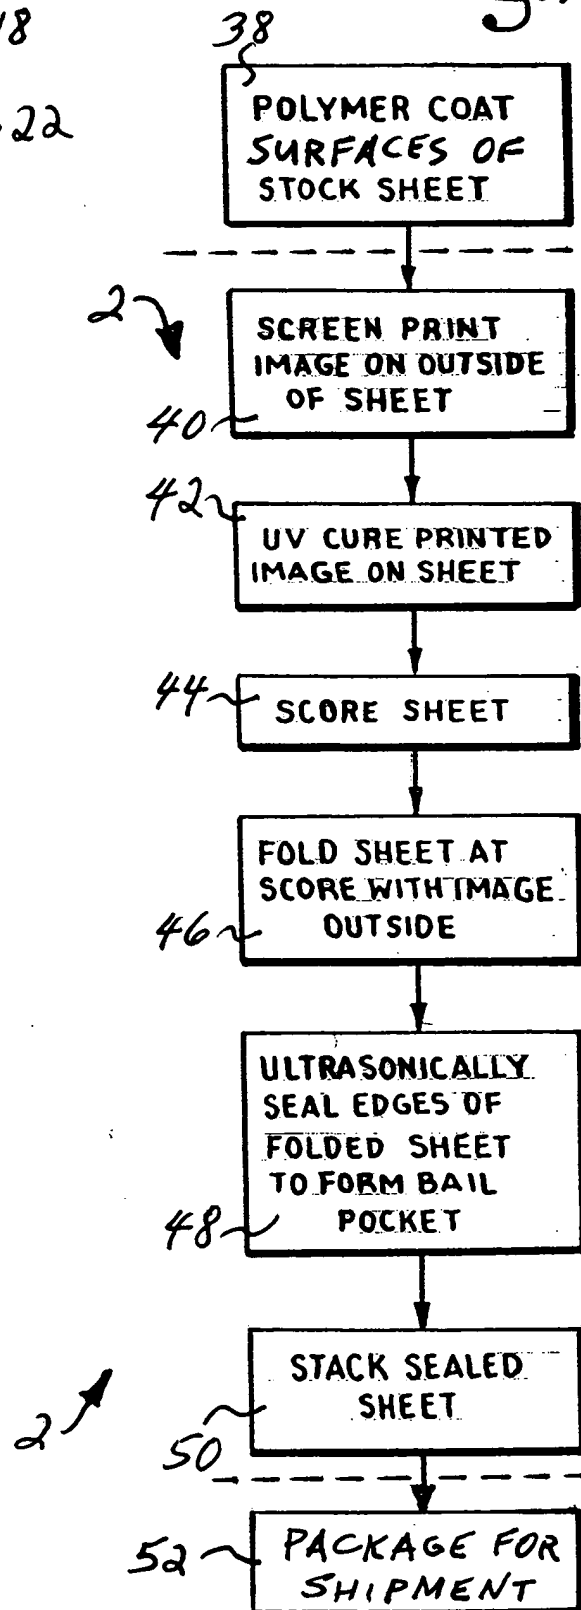 18
38
22
POLYMER COAT
SURFACES OF
STOCK SHEET
2
SCREEN PRINT
IMAGE ON OUTSIDE
OF SHEET
40
42
UV CURE PRINTED
IMAGE ON SHEET
44
SCORE SHEET
FOLD SHEET AT
SCORE WITH IMAGE
OUTSIDE
46
ULTRASONICALLY
SEAL EDGES OF
FOLDED SHEET
TO FORM BAIL
POCKET
48
STACK SEALED
SHEET
2
50
52
PACKAGE FOR
SHIPMENT